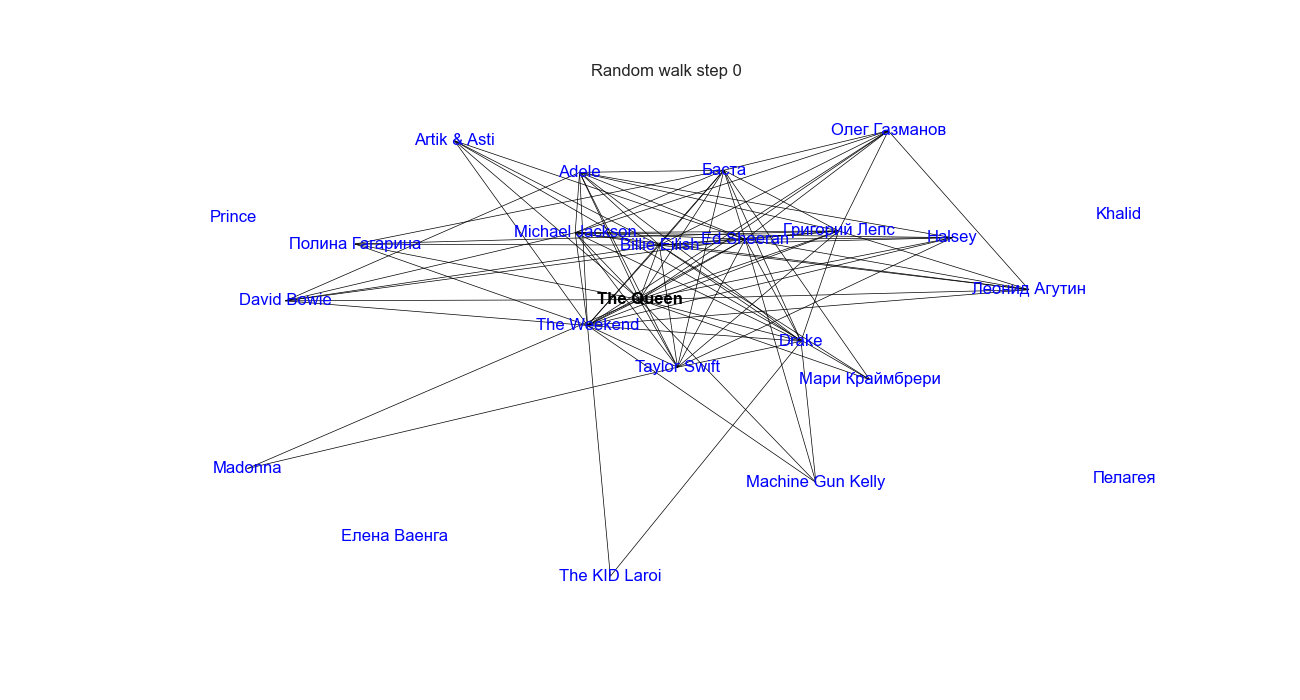 Random walk step 0
Олег Газманов
Artik & Asti
Adele
Баста
Prince
Khalid
Michael Jackson
Григорий Лепс
Полина Гагарина
Billie Eilish
Ed Sheeran
Halsey
David Bowie
The Queen
Леонид Агутин
The Weekend
Drake
Taylor Swift
Мари Краймбрери
Madonna
Machine Gun Kelly
Пелагея
Елена Ваенга
The KID Laroi